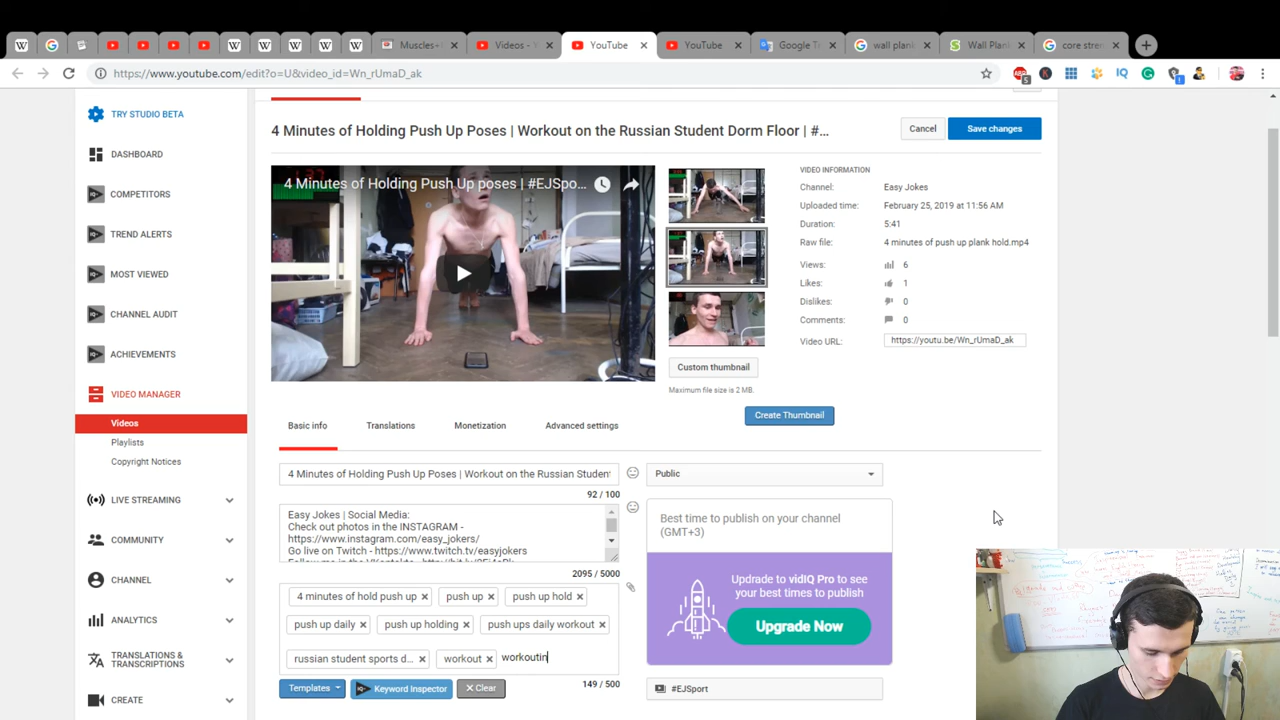 Muscles -
Videos - Y
YouTube
YouTube
Google Tr
wall plank
Wall Plank
core stren
https://www.youtube.com/edit?o=U&video_id=Wn_rUmaD_ak
TRY STUDIO BETA
DASHBOARD
COMPETITORS
TREND ALERTS
MOST VIEWED
CHANNEL AUDIT
ACHIEVEMENTS
VIDEO MANAGER
Videos
Playlists
Copyright Notices
LIVE STREAMING
COMMUNITY
CHANNEL
ANALYTICS
TRANSLATIONS &
TRANSCRIPTIONS
CREATE
4 Minutes of Holding Push Up Poses | Workout on the Russian Student Dorm Floor | #...
Cancel
Save changes
4 Minutes of Holding Push Up poses | #EJSpo...
Custom thumbnail
Maximum file size is 2 MB.
Create Thumbnail
VIDEO INFORMATION
Channel: Easy Jokes
Uploaded time: February 25, 2019 at 11:56 AM
Duration: 5:41
Raw file: 4 minutes of push up plank hold.mp4
Views: 6
Likes: 1
Dislikes: 0
Comments: 0
Video URL: https://youtu.be/Wn_rUmaD_ak
Basic info
Translations
Monetization
Advanced settings
4 Minutes of Holding Push Up Poses | Workout on the Russian Student
92 / 100
Easy Jokes | Social Media:
Check out photos in the INSTAGRAM -
https://www.instagram.com/easy_jokers/
Go live on Twitch - https://www.twitch.tv/easyjokers
2095 / 5000
4 minutes of hold push up
push up
push up hold
push up daily
push up holding
push ups daily workout
russian student sports d...
workout
workoutin
149 / 500
Templates
Keyword Inspector
Clear
Public
Best time to publish on your channel
(GMT+3)
Upgrade to vidIQ Pro to see
your best times to publish
Upgrade Now
#EJSport